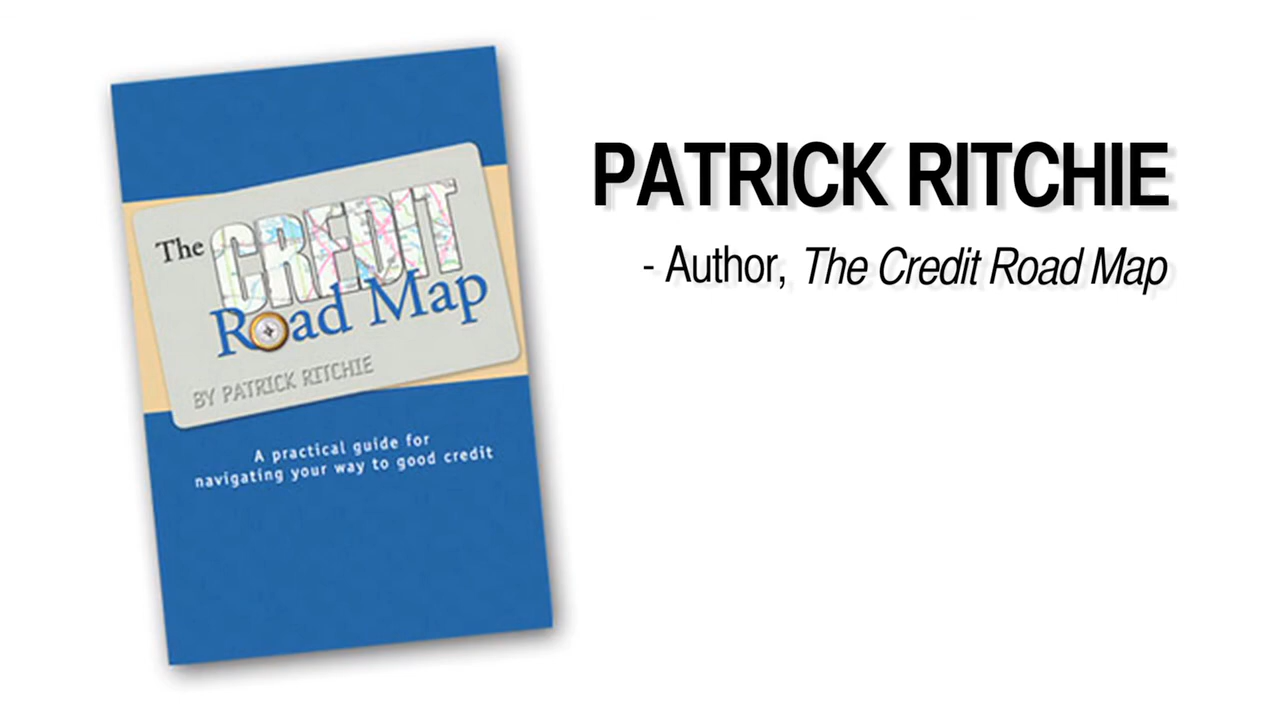 The CREDIT
Road Map
BY PATRICK RITCHIE
A practical guide for
navigating your way to good credit
PATRICK RITCHIE
- Author, The Credit Road Map